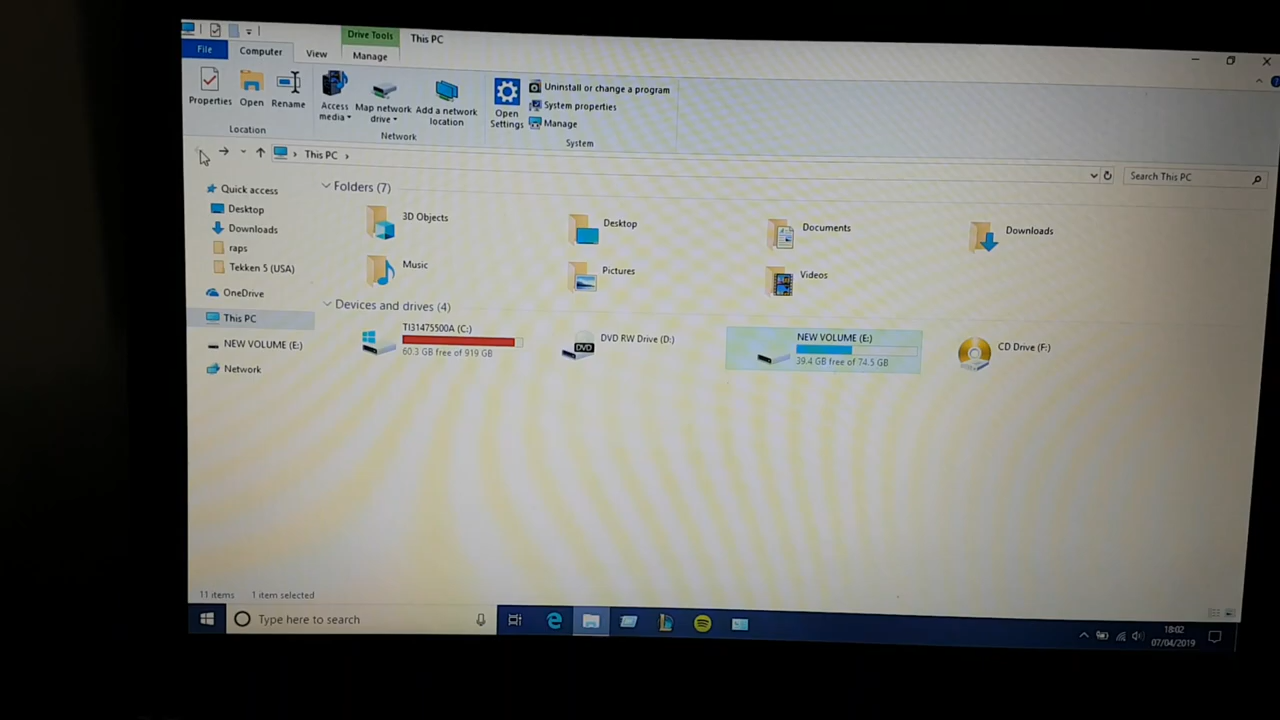 Drive Tools This PC
File Computer View Manage
Properties Open Rename Access media Map network drive Add a network location Open Settings Uninstall or change a program
System properties
Manage
Location Network System
This PC Search This PC
Quick access
Desktop
Downloads
raps
Tekken 5 (USA)
OneDrive
This PC
NEW VOLUME (E:)
Network
Folders (7)
3D Objects Desktop Documents Downloads
Music Pictures Videos
Devices and drives (4)
TI31475500A (C:)
60.3 GB free of 919 GB
DVD RW Drive (D:)
DVD
NEW VOLUME (E:)
39.4 GB free of 74.5 GB
CD Drive (F:)
11 items 1 item selected
Type here to search
18:02
07/04/2019